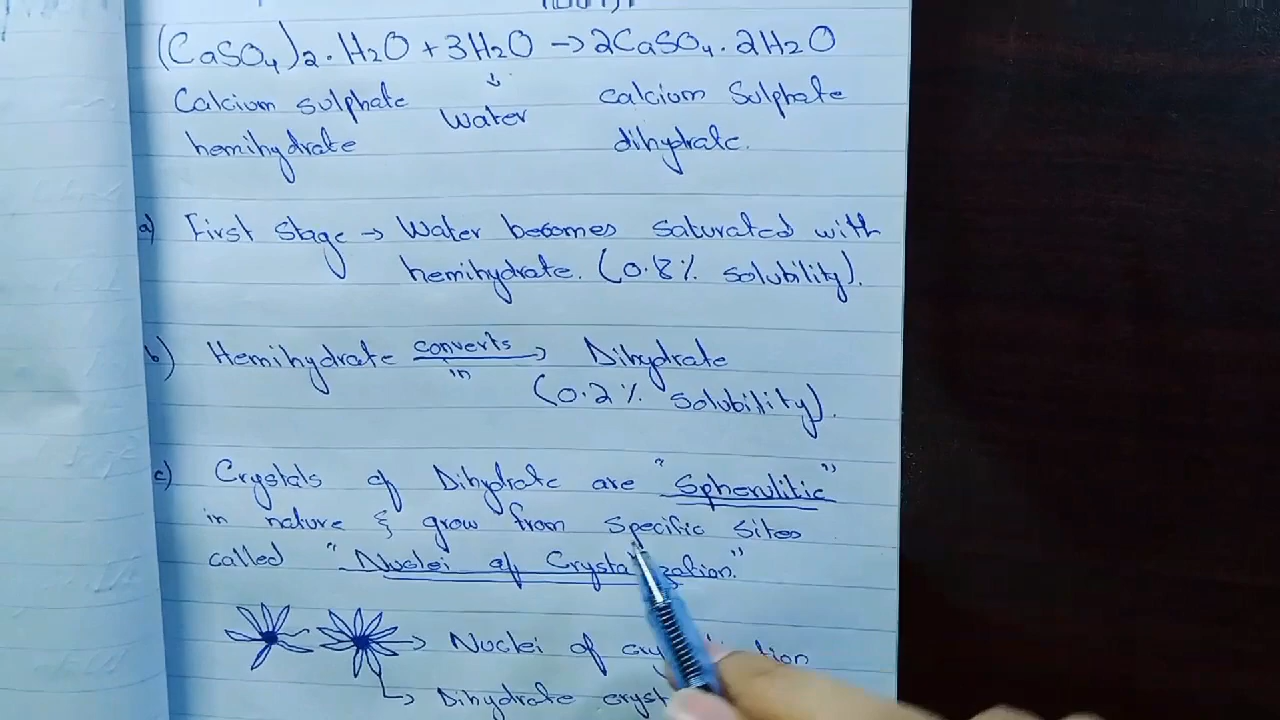 (CaSO4)2·H2O + 3H2O → 2CaSO4·2H2O
Calcium sulphate ↓ calcium Sulphate
hemihydrate Water dihydrate.
a) First stage → Water becomes saturated with
hemihydrate. (0.8% solubility).
b) Hemihydrate converts in → Dihydrate
(0.2% solubility).
c) Crystals of Dihydrate are "Spherulitic"
in nature & grow from specific sites
called "Nuclei of Crystallization."
→ Nuclei of
→ Dihydrate